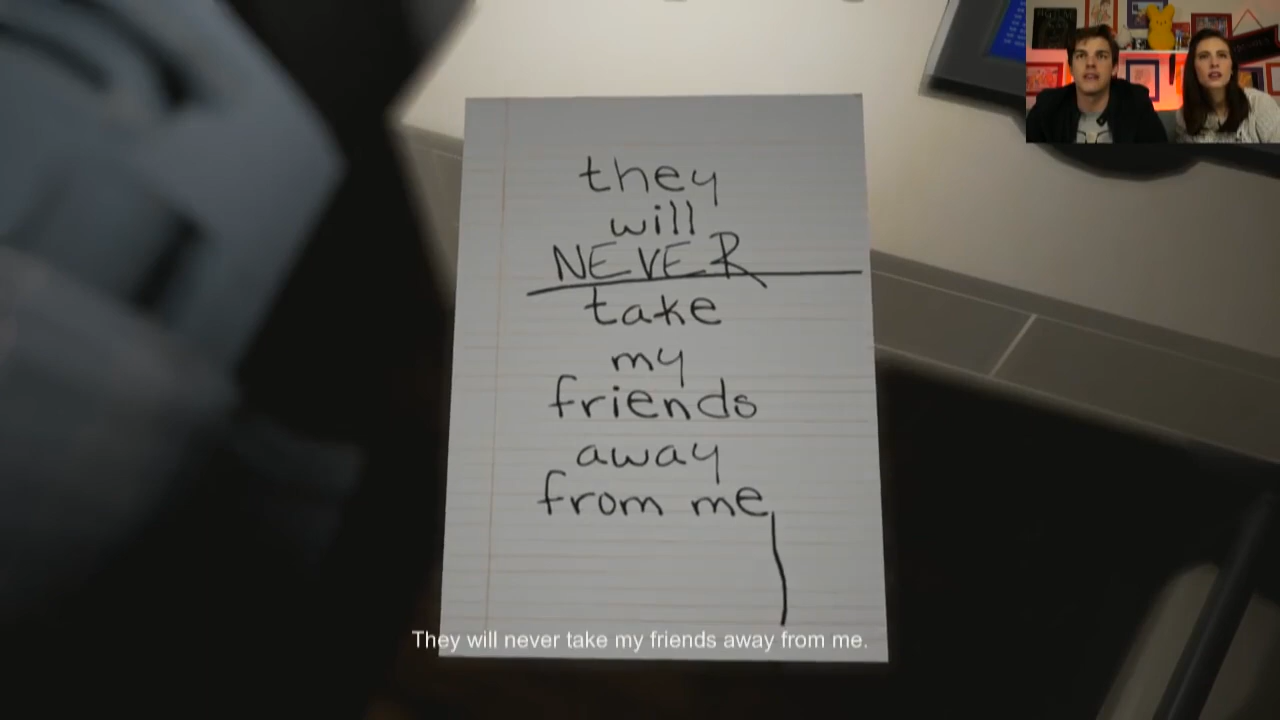 they
will
NEVER
take
my
friends
away
from me
They will never take my friends away from me.